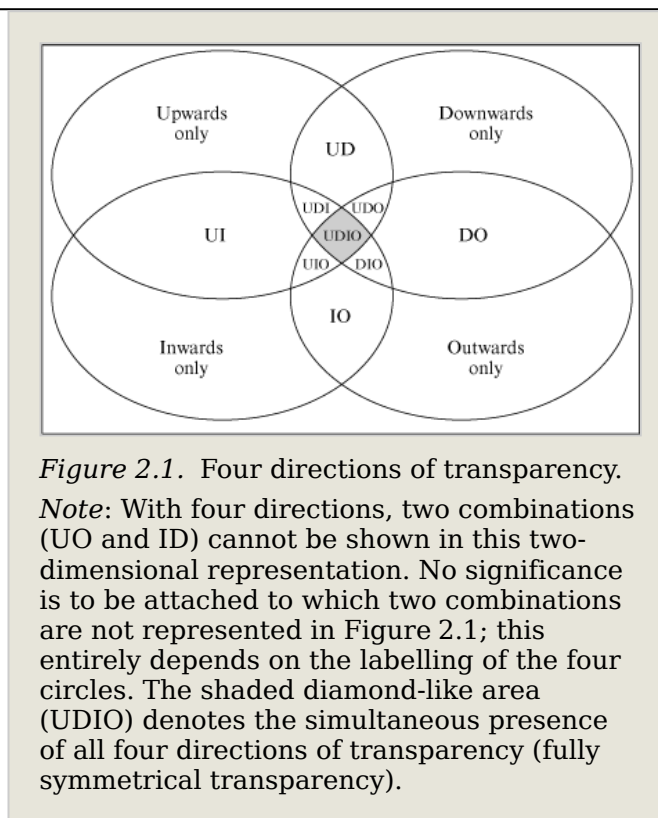 Upwards
only
Downwards
only
UD
UDI
UDO
UI
UDIO
DO
UIO
DIO
IO
Inwards
only
Outwards
only
Figure 2.1. Four directions of transparency.
Note: With four directions, two combinations
(UO and ID) cannot be shown in this two-
dimensional representation. No significance
is to be attached to which two combinations
are not represented in Figure 2.1; this
entirely depends on the labelling of the four
circles. The shaded diamond-like area
(UDIO) denotes the simultaneous presence
of all four directions of transparency (fully
symmetrical transparency).